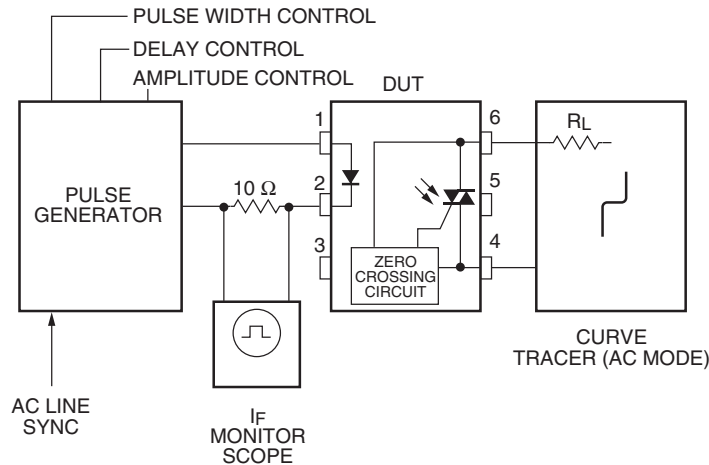 PULSE WIDTH CONTROL
DELAY CONTROL
AMPLITUDE CONTROL
DUT
PULSE
GENERATOR
10 Ω
1
2
3
6
5
4
ZERO
CROSSING
CIRCUIT
RL
CURVE
TRACER (AC MODE)
AC LINE
SYNC
IF
MONITOR
SCOPE